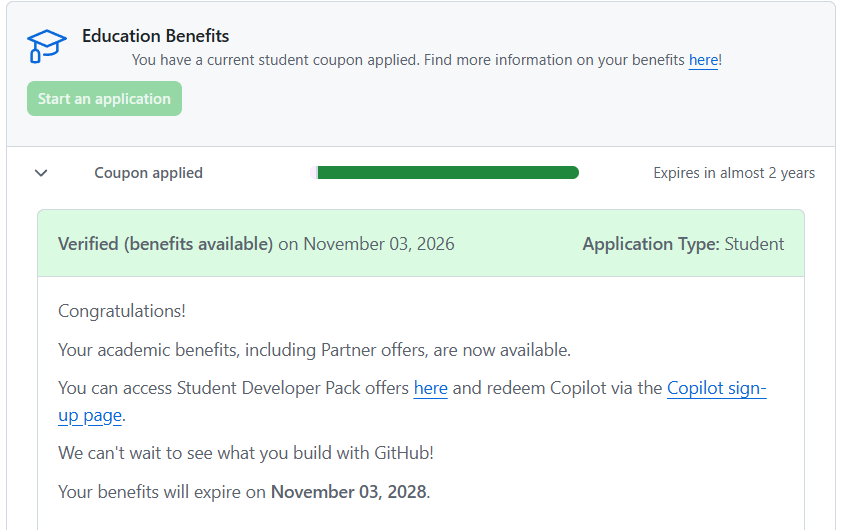 Education Benefits
You have a current student coupon applied. Find more information on your benefits here!
Start an application
Coupon applied
Expires in almost 2 years
Verified (benefits available) on November 03, 2026
Application Type: Student
Congratulations!
Your academic benefits, including Partner offers, are now available.
You can access Student Developer Pack offers here and redeem Copilot via the Copilot sign-
up page.
We can't wait to see what you build with GitHub!
Your benefits will expire on November 03, 2028.